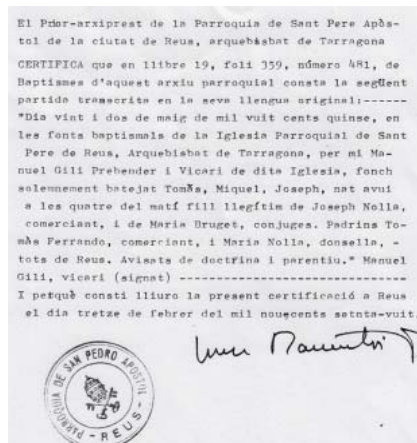 El Prior-arxiprest de la Parroquia de Sant Pere Apòs-
tol de la ciutat de Reus, arquebisbat de Tarragona
CERTIFICA que en llibre 19, foli 359, número 481, de
Baptismes d'aquest arxiu parroquial consta la següent
partida transcrita en la seva llengua original:------
"Dia vint i dos de maig de mil vuit cents quinse, en
les fonts baptismals de la Iglesia Parroquial de Sant
Pere de Reus, Arquebisbat de Tarragona, per mi Ma-
nuel Gili Prebender i Vicari de dita Iglesia, fonch
solemnement batejat Tomàs, Miquel, Joseph, nat avui
a les quatre del matí fill llegítim de Joseph Nolla,
comerciant, i de Maria Bruget, conjuges. Padrins To-
màs Ferrando, comerciant, i Maria Nolla, donsella, -
tots de Reus. Avisats de doctrina i parentiu." Manuel
Gili, vicari (signat) --------------------------------
I perquè consti lliuro la present certificació a Reus
el dia tretze de febrer del mil noucents setnta-vuit.
PARROQUIA DE SAN PEDRO APOSTOL
- REUS -